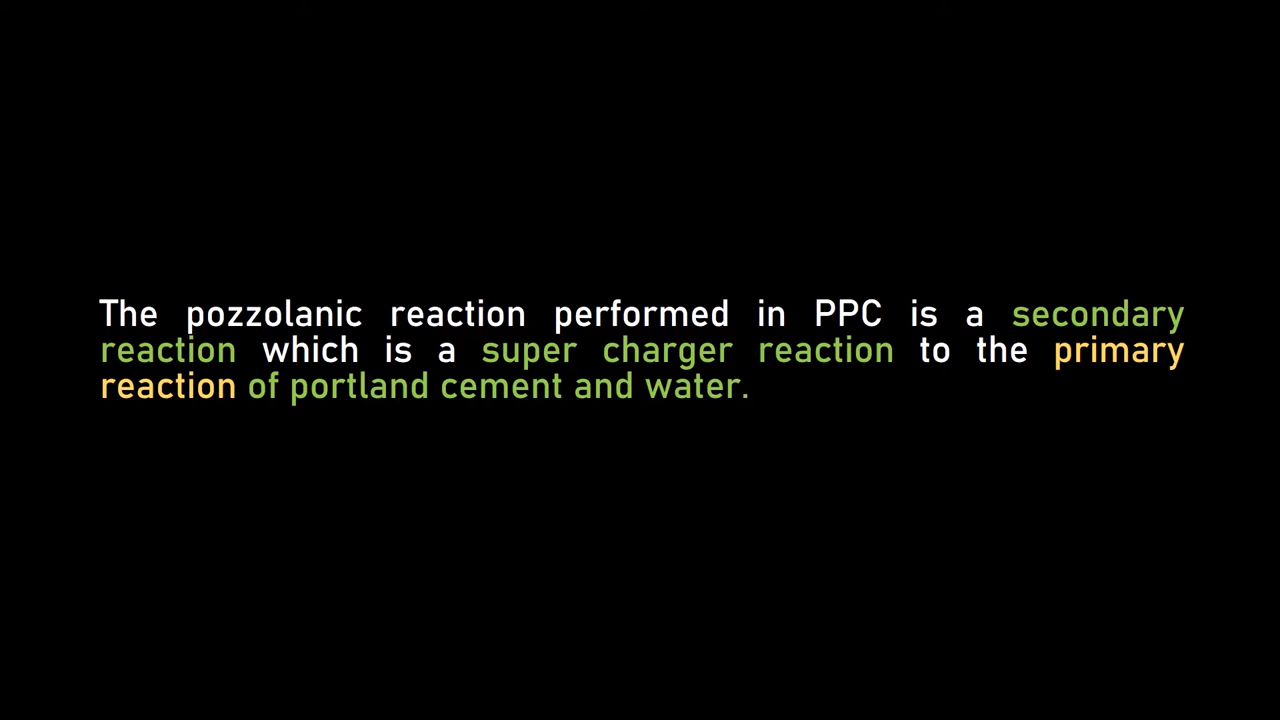 The pozzolanic reaction performed in PPC is a secondary
reaction which is a super charger reaction to the primary
reaction of portland cement and water.